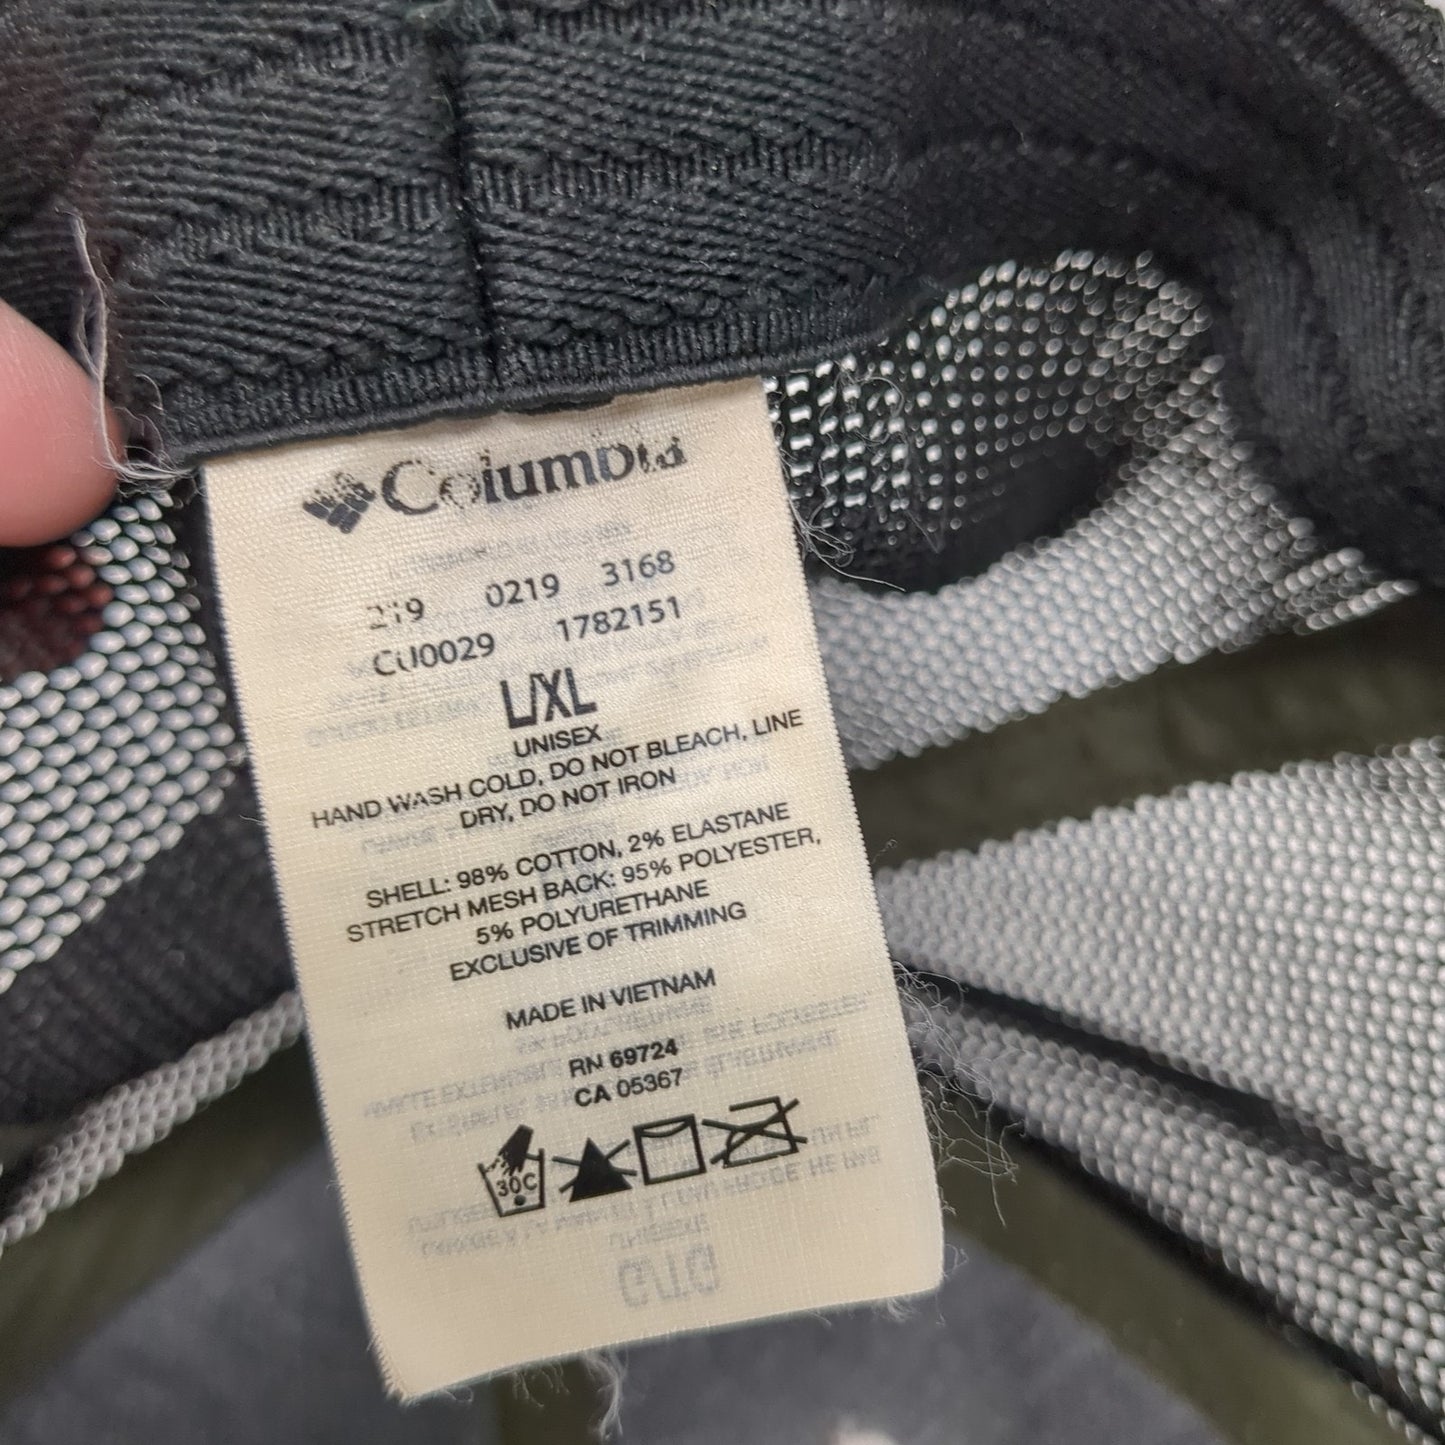 Columbia
219 0219 3168
CU0029 1782151
L/XL
UNISEX
HAND WASH COLD, DO NOT BLEACH, LINE
DRY, DO NOT IRON
SHELL: 98% COTTON, 2% ELASTANE
STRETCH MESH BACK: 95% POLYESTER,
5% POLYURETHANE
EXCLUSIVE OF TRIMMING
MADE IN VIETNAM
RN 69724
CA 05367
30C